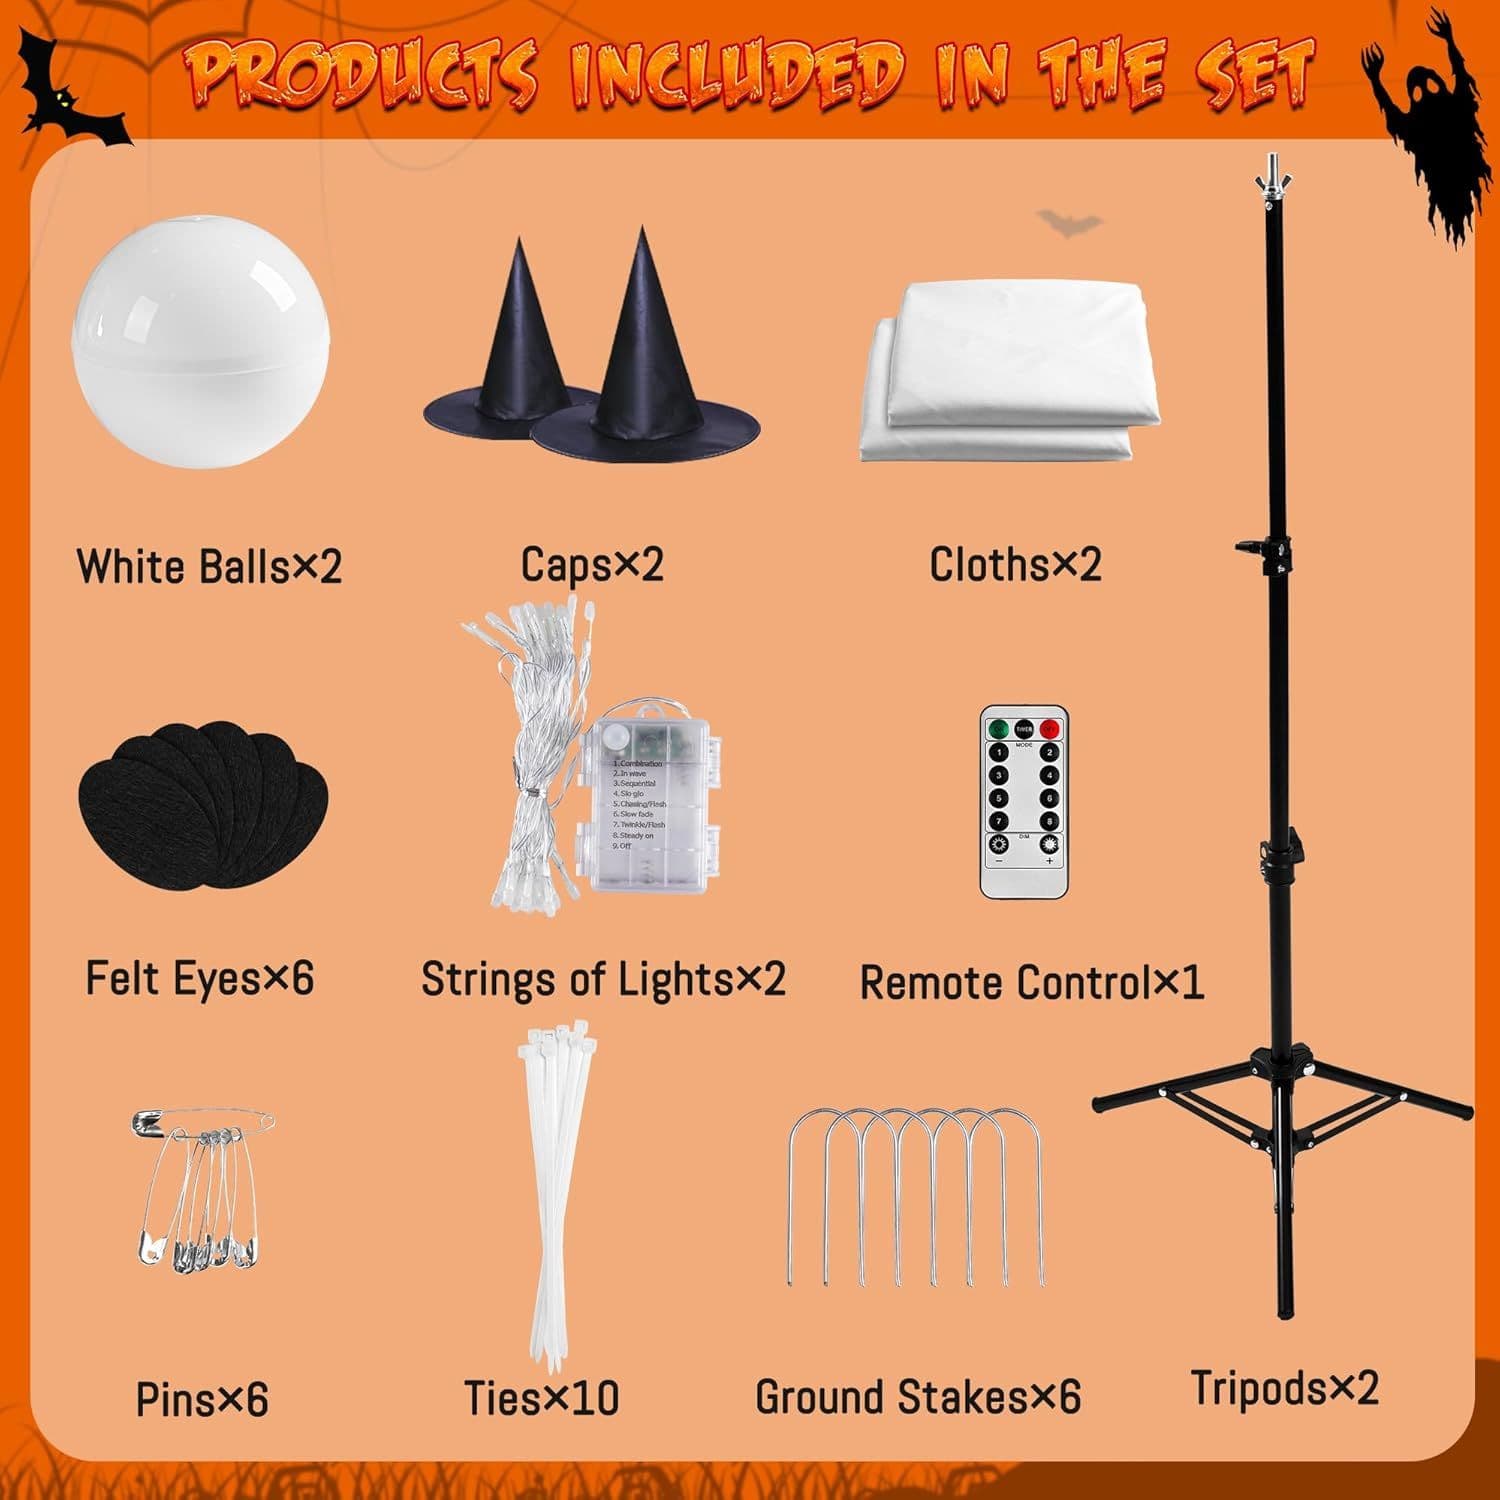 PRODUCTS INCLUDED IN THE SET
White Balls×2
Caps×2
Cloths×2
1.Combination
2.In wave
3.Sequential
4.Slo glo
5.Chasing/Flash
6.Slow fade
7.Twinkle/Flash
8.Steady on
9.Off
ON TIMER OFF
MODE
1 2
3 4
5 6
7 8
DIM
- +
Felt Eyes×6
Strings of Lights×2
Remote Control×1
Pins×6
Ties×10
Ground Stakes×6
Tripods×2